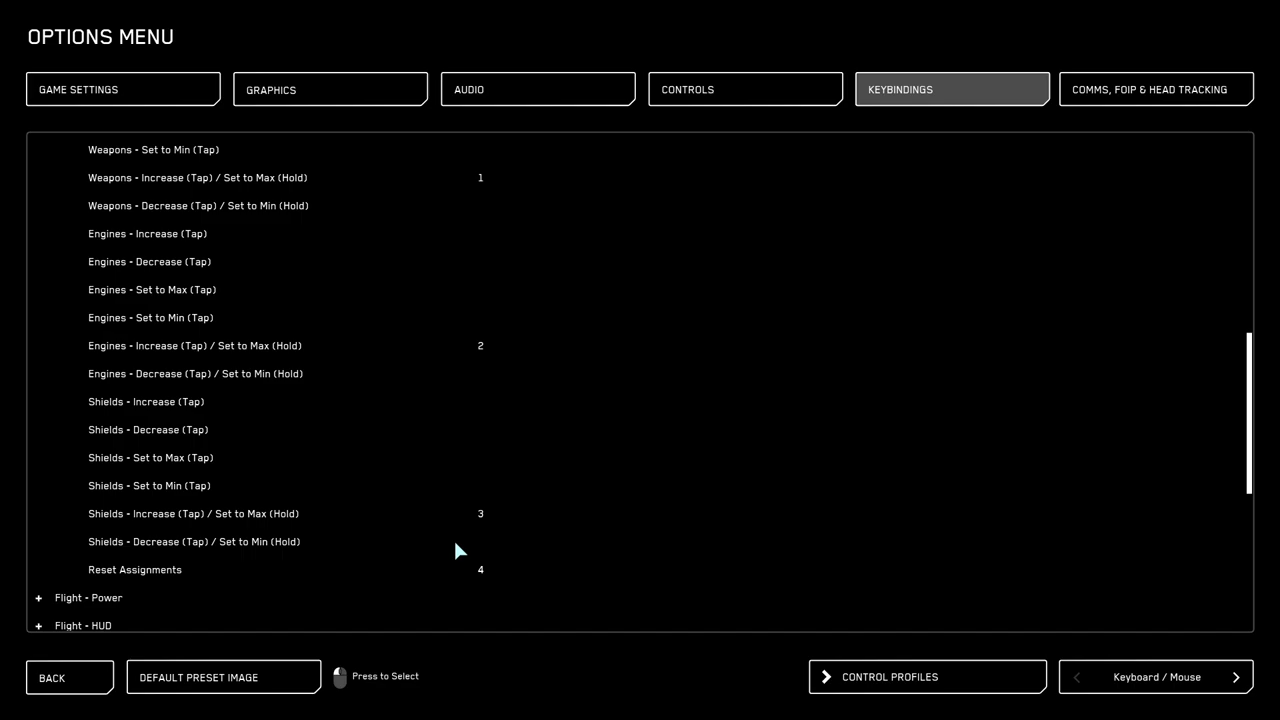 OPTIONS MENU
GAME SETTINGS
GRAPHICS
AUDIO
CONTROLS
KEYBINDINGS
COMMS, FOIP & HEAD TRACKING
Weapons - Set to Min (Tap)
Weapons - Increase (Tap) / Set to Max (Hold) 1
Weapons - Decrease (Tap) / Set to Min (Hold)
Engines - Increase (Tap)
Engines - Decrease (Tap)
Engines - Set to Max (Tap)
Engines - Set to Min (Tap)
Engines - Increase (Tap) / Set to Max (Hold) 2
Engines - Decrease (Tap) / Set to Min (Hold)
Shields - Increase (Tap)
Shields - Decrease (Tap)
Shields - Set to Max (Tap)
Shields - Set to Min (Tap)
Shields - Increase (Tap) / Set to Max (Hold) 3
Shields - Decrease (Tap) / Set to Min (Hold)
Reset Assignments 4
+ Flight - Power
+ Flight - HUD
BACK
DEFAULT PRESET IMAGE
Press to Select
CONTROL PROFILES
Keyboard / Mouse